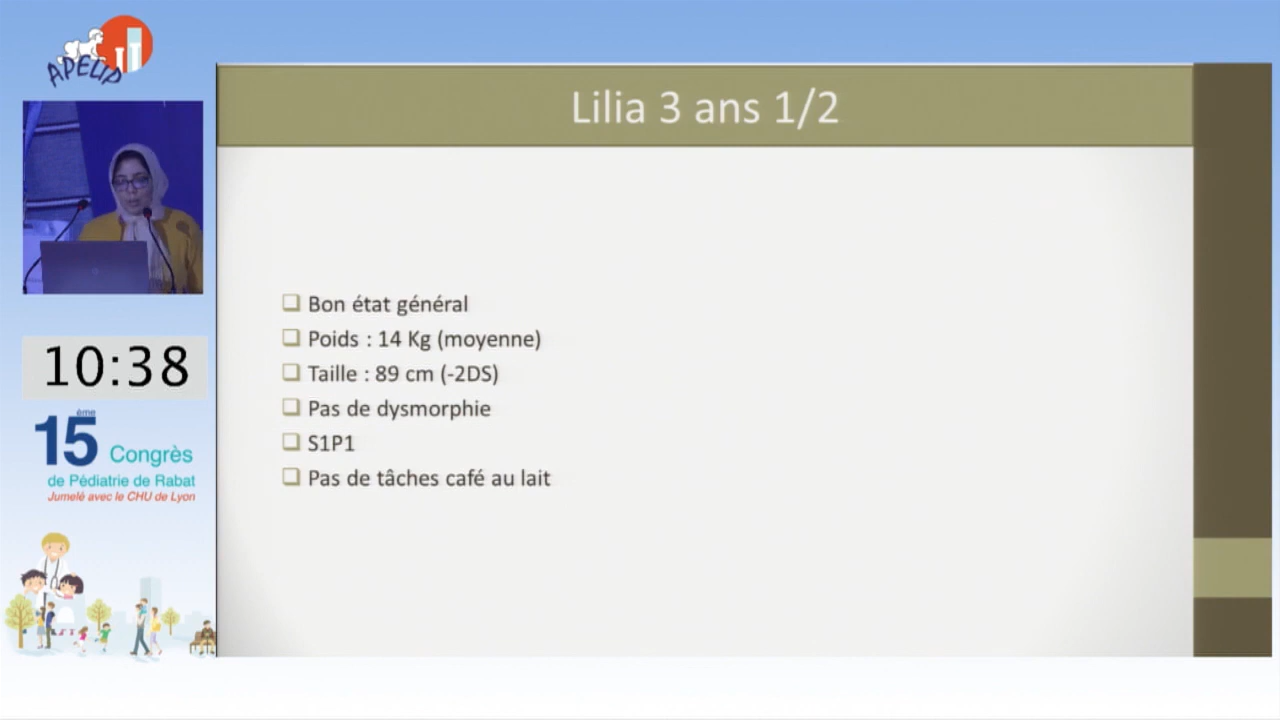 APEUP
10:38
15ème Congrès
de Pédiatrie de Rabat
Jumelé avec le CHU de Lyon
Lilia 3 ans 1/2
Bon état général
Poids : 14 Kg (moyenne)
Taille : 89 cm (-2DS)
Pas de dysmorphie
S1P1
Pas de tâches café au lait